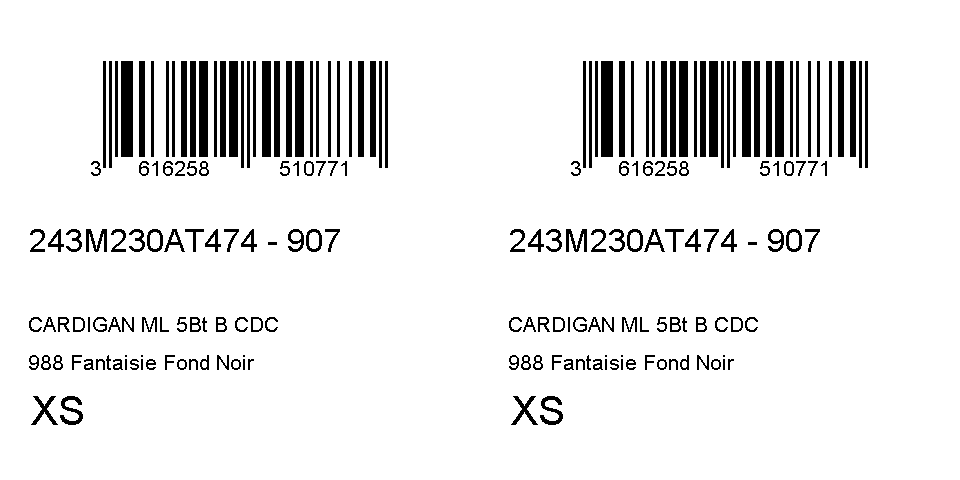 3 616258 510771
243M230AT474 - 907
CARDIGAN ML 5Bt B CDC
988 Fantaisie Fond Noir
XS
3 616258 510771
243M230AT474 - 907
CARDIGAN ML 5Bt B CDC
988 Fantaisie Fond Noir
XS